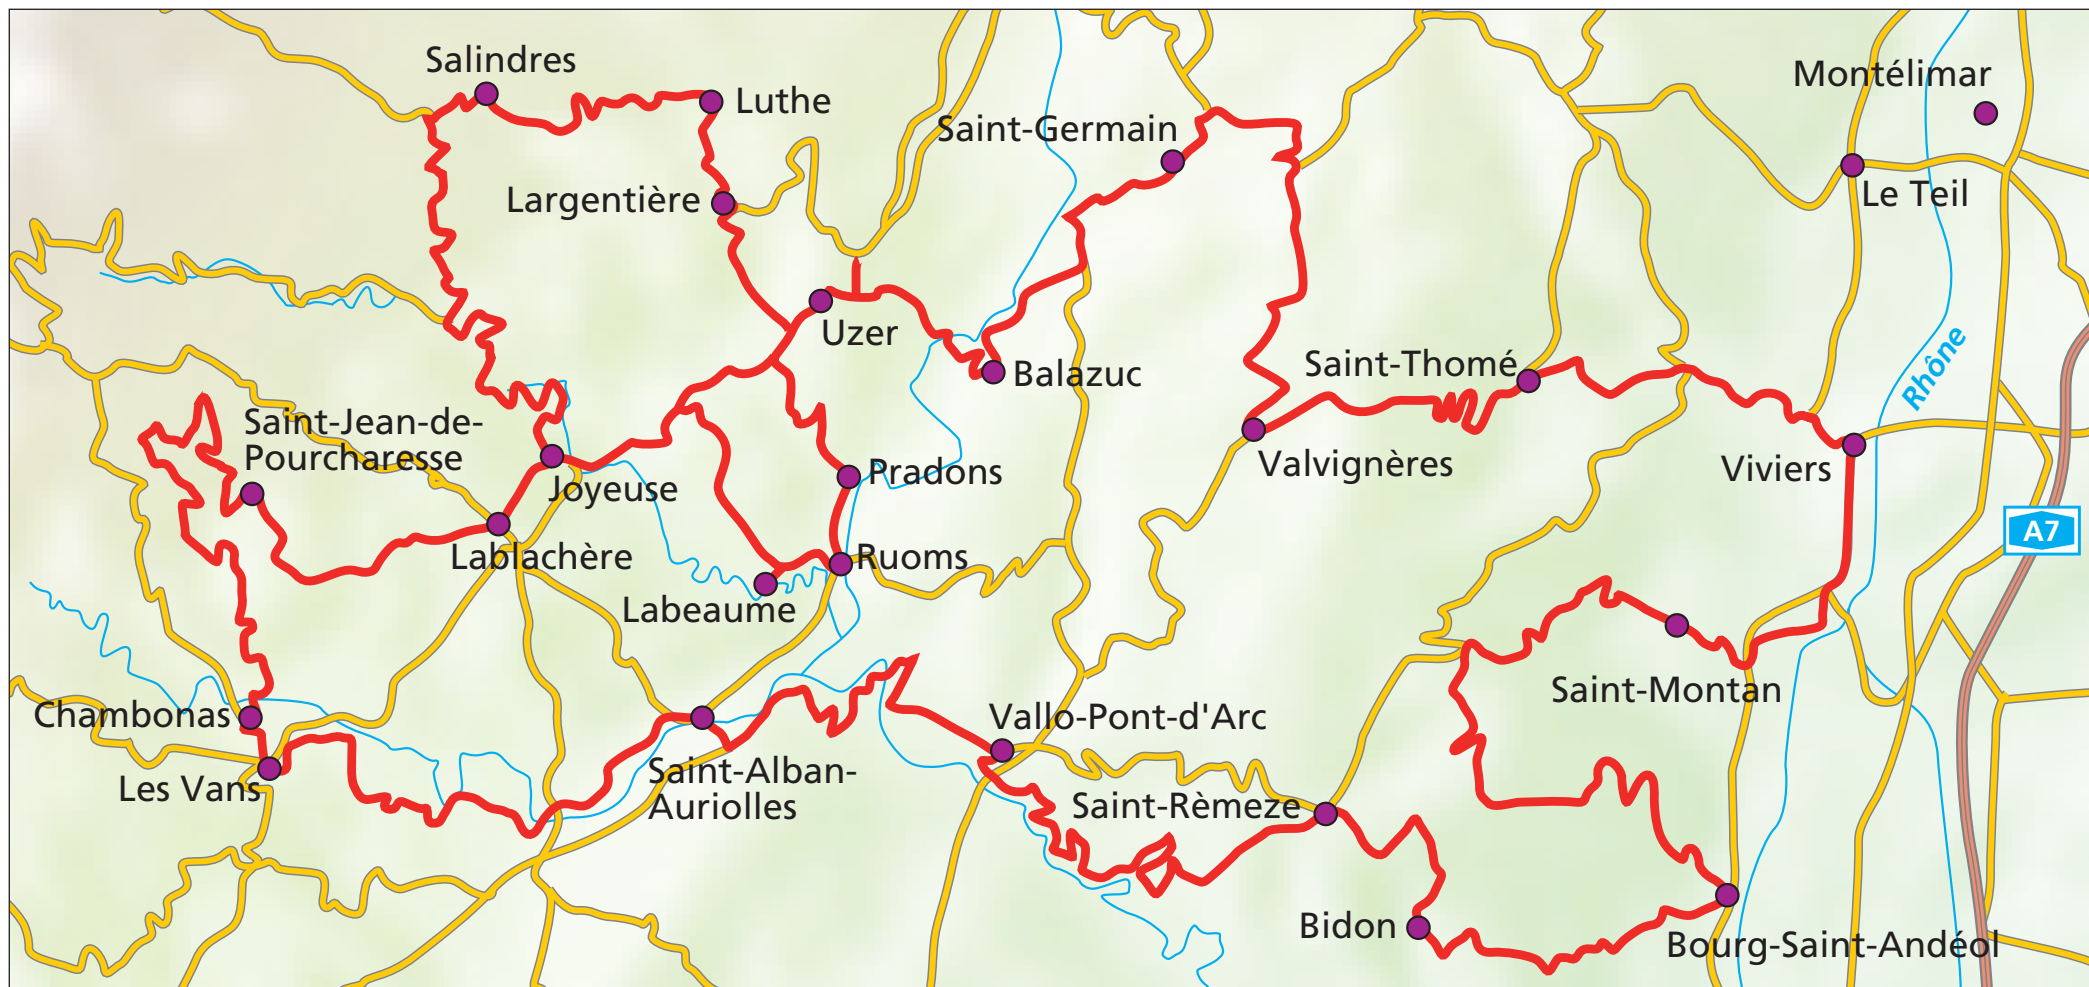 Salindres
Montélimar
Luthe
Saint-Germain
Largentière
Le Teil
Uzer
Rhône
Balazuc
Saint-Thomé
Saint-Jean-de-
Pourcharesse
Joyeuse
Pradons
Valvignères
Viviers
A7
Lablachère
Ruoms
Labeaume
Saint-Montan
Chambonas
Vallo-Pont-d'Arc
Les Vans
Saint-Alban-
Auriolles
Saint-Rèmeze
Bidon
Bourg-Saint-Andéol